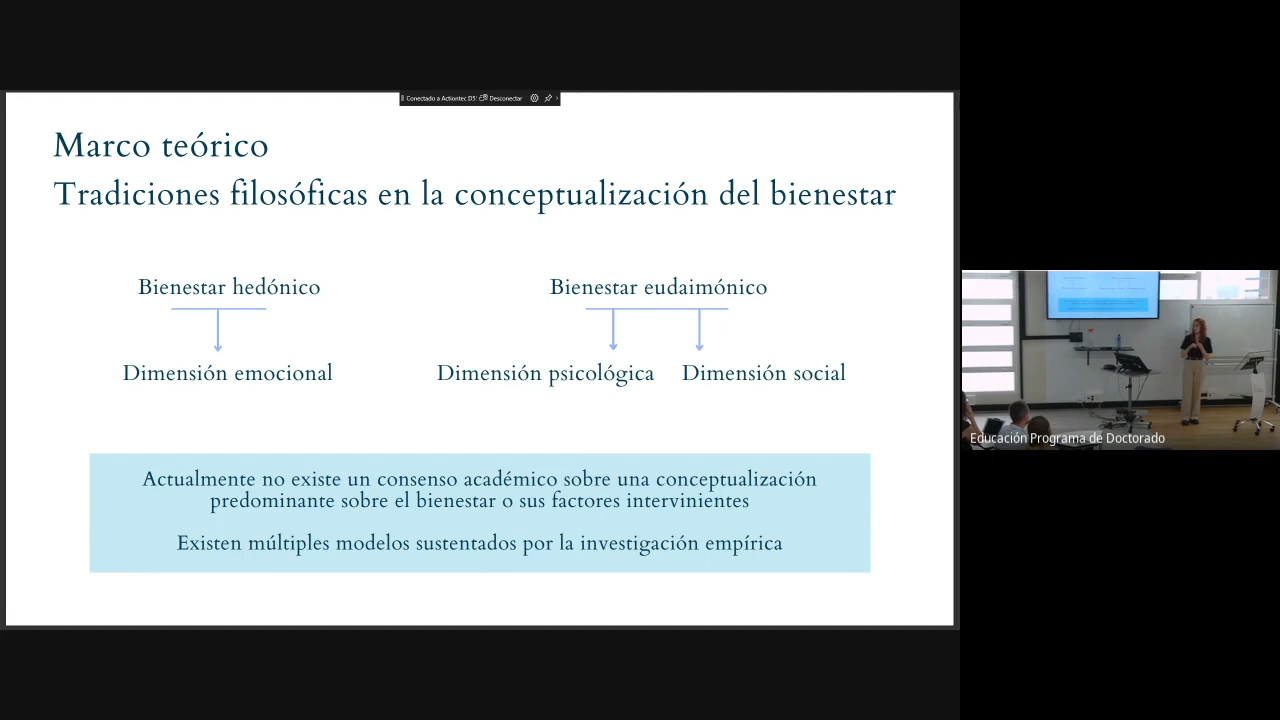 Conectado a Actiontec D5:
Desconectar
Marco teórico
Tradiciones filosóficas en la conceptualización del bienestar
Bienestar hedónico
Bienestar eudaimónico
Dimensión emocional
Dimensión psicológica
Dimensión social
Actualmente no existe un consenso académico sobre una conceptualización
predominante sobre el bienestar o sus factores intervinientes
Existen múltiples modelos sustentados por la investigación empírica
Educación Programa de Doctorado